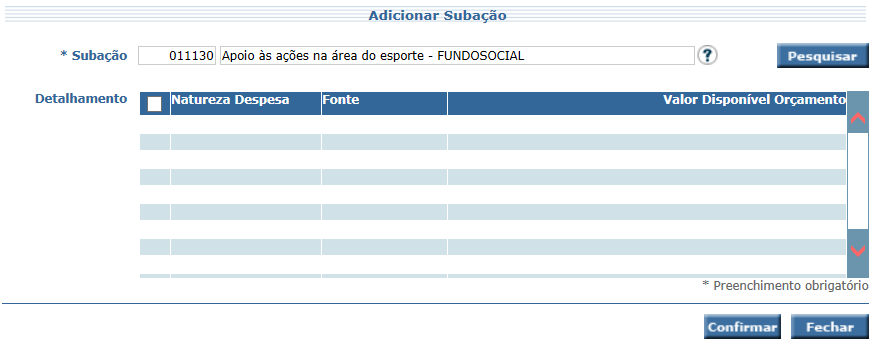 Adicionar Subação
* Subação 011130 Apoio às ações na área do esporte - FUNDOSOCIAL ? Pesquisar
Detalhamento Natureza Despesa Fonte Valor Disponível Orçamento
* Preenchimento obrigatório
Confirmar Fechar